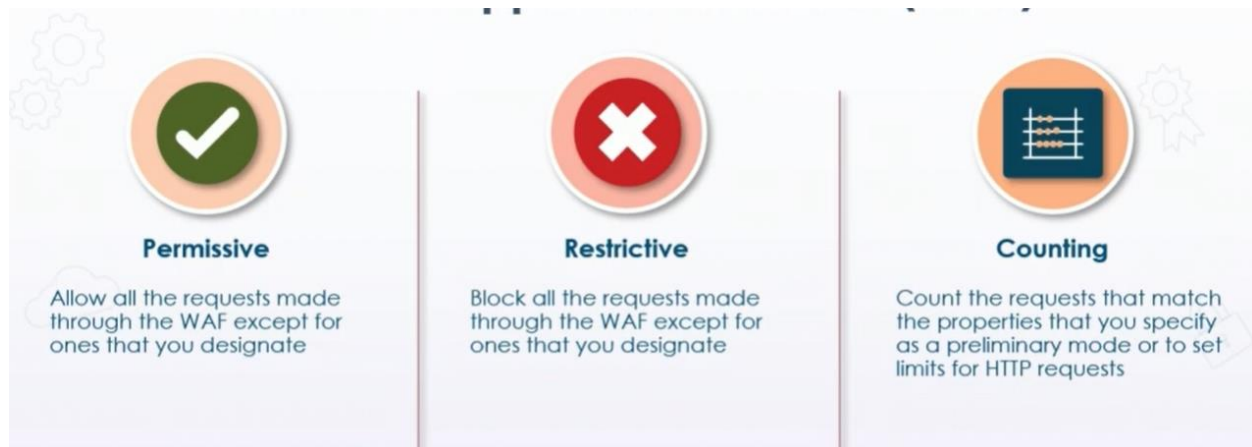 Permissive
Allow all the requests made
through the WAF except for
ones that you designate
Restrictive
Block all the requests made
through the WAF except for
ones that you designate
Counting
Count the requests that match
the properties that you specify
as a preliminary mode or to set
limits for HTTP requests